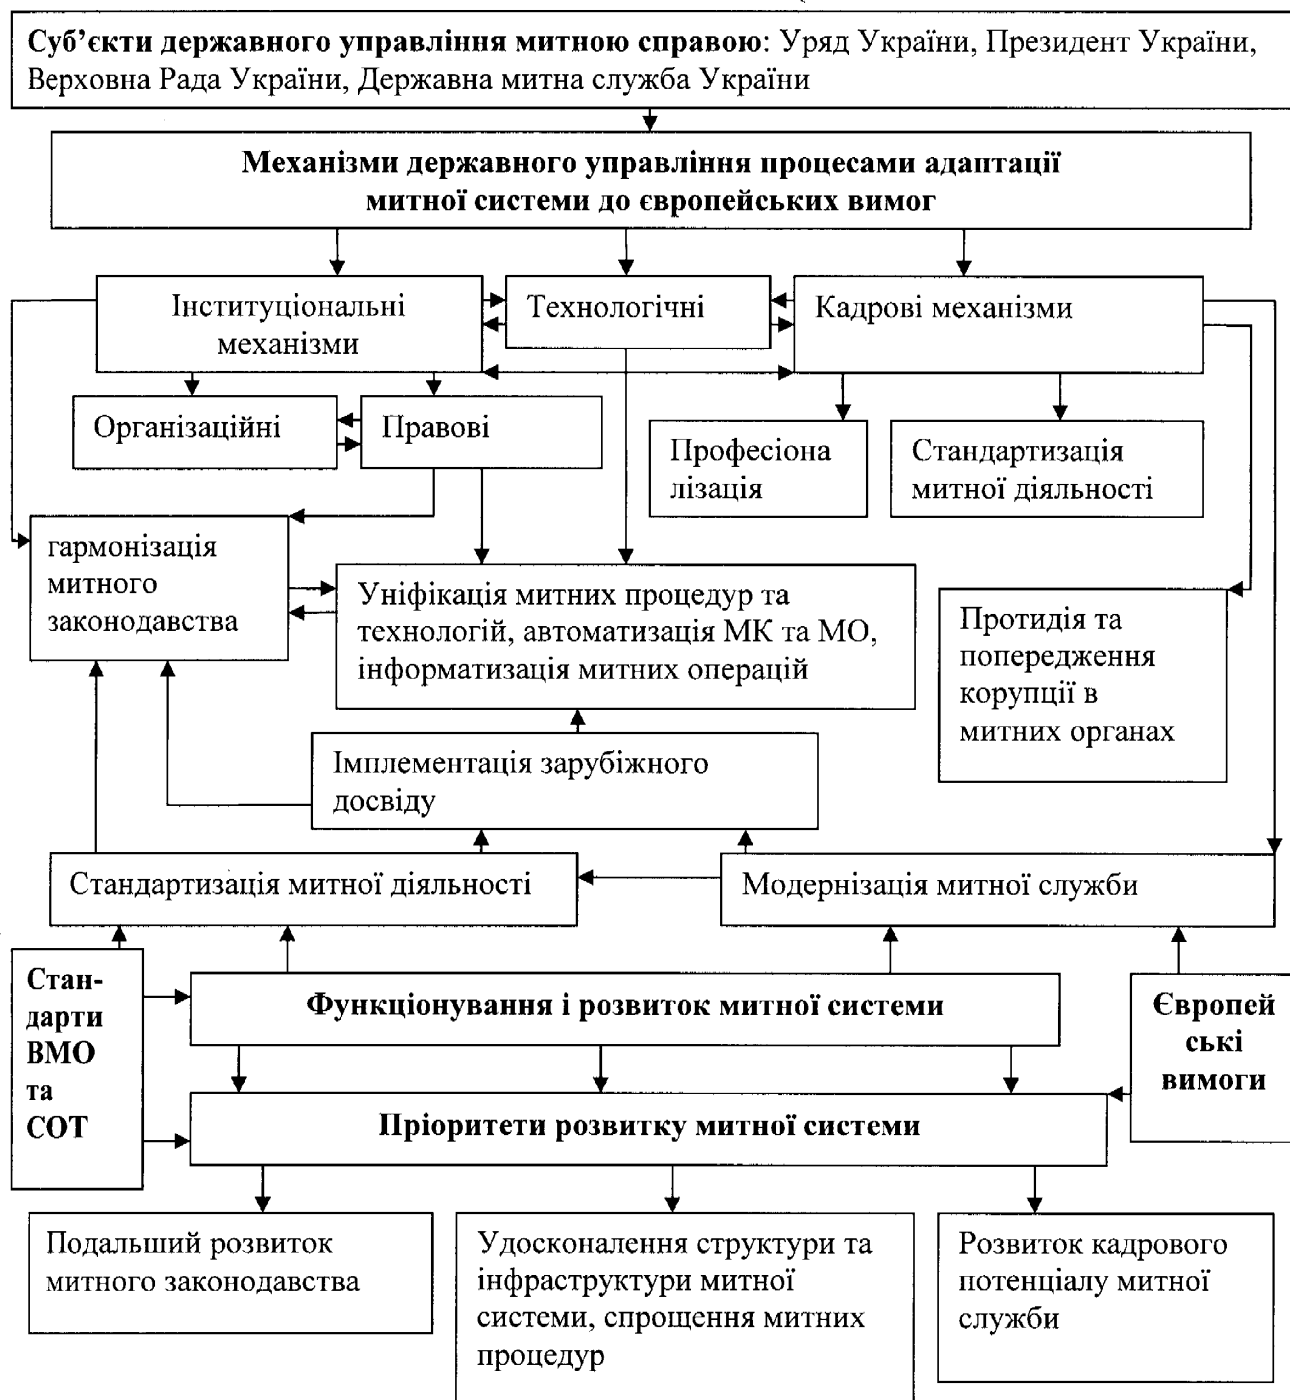 Суб’єкти державного управління митною справою: Уряд України, Президент України,
Верховна Рада України, Державна митна служба України
Механізми державного управління процесами адаптації
митної системи до європейських вимог
Інституціональні
механізми
Технологічні
Кадрові механізми
Організаційні
Правові
Професіона
лізація
Стандартизація
митної діяльності
гармонізація
митного
законодавства
Уніфікація митних процедур та
технологій, автоматизація МК та МО,
інформатизація митних операцій
Протидія та
попередження
корупції в
митних органах
Імплементація зарубіжного
досвіду
Стандартизація митної діяльності
Модернізація митної служби
Стан-
дарти
ВМО
та
СОТ
Функціонування і розвиток митної системи
Європей
ські
вимоги
Пріоритети розвитку митної системи
Подальший розвиток
митного законодавства
Удосконалення структури та
інфраструктури митної
системи, спрощення митних
процедур
Розвиток кадрового
потенціалу митної
служби